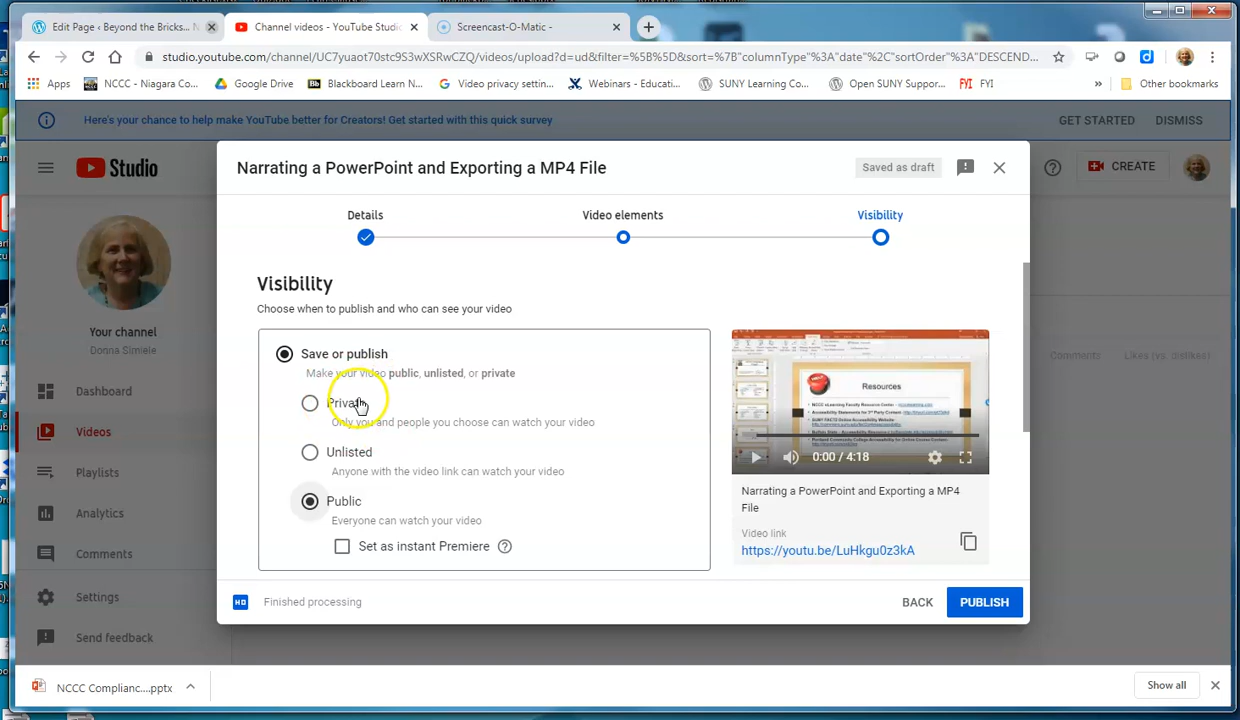 Edit Page ‹ Beyond the Bricks...
Channel videos - YouTube Studio
Screencast-O-Matic -
studio.youtube.com/channel/UC7yuaot70stc9S3wXSRwCZQ/videos/upload?d=ud&filter=%5B%5D&sort=%7B"columnType"%3A"date"%2C"sortOrder"%3A"DESCEND...
Apps
NCCC - Niagara Co...
Google Drive
Blackboard Learn N...
Video privacy settin...
Webinars - Educati...
SUNY Learning Co...
Open SUNY Suppor...
FYI
FYI
»
Other bookmarks
Here's your chance to help make YouTube better for Creators! Get started with this quick survey
GET STARTED
DISMISS
Studio
CREATE
Narrating a PowerPoint and Exporting a MP4 File
Saved as draft
Details
Video elements
Visibility
Your channel
Donna Simiele
Dashboard
Videos
Playlists
Analytics
Comments
Settings
Send feedback
Visibility
Choose when to publish and who can see your video
Save or publish
Make your video public, unlisted, or private
Private
Only you and people you choose can watch your video
Unlisted
Anyone with the video link can watch your video
Public
Everyone can watch your video
Set as instant Premiere
Resources
0:00 / 4:18
Narrating a PowerPoint and Exporting a MP4
File
Video link
https://youtu.be/LuHkgu0z3kA
Comments
Likes (vs. dislikes)
HD
Finished processing
BACK
PUBLISH
NCCC Complianc....pptx
Show all